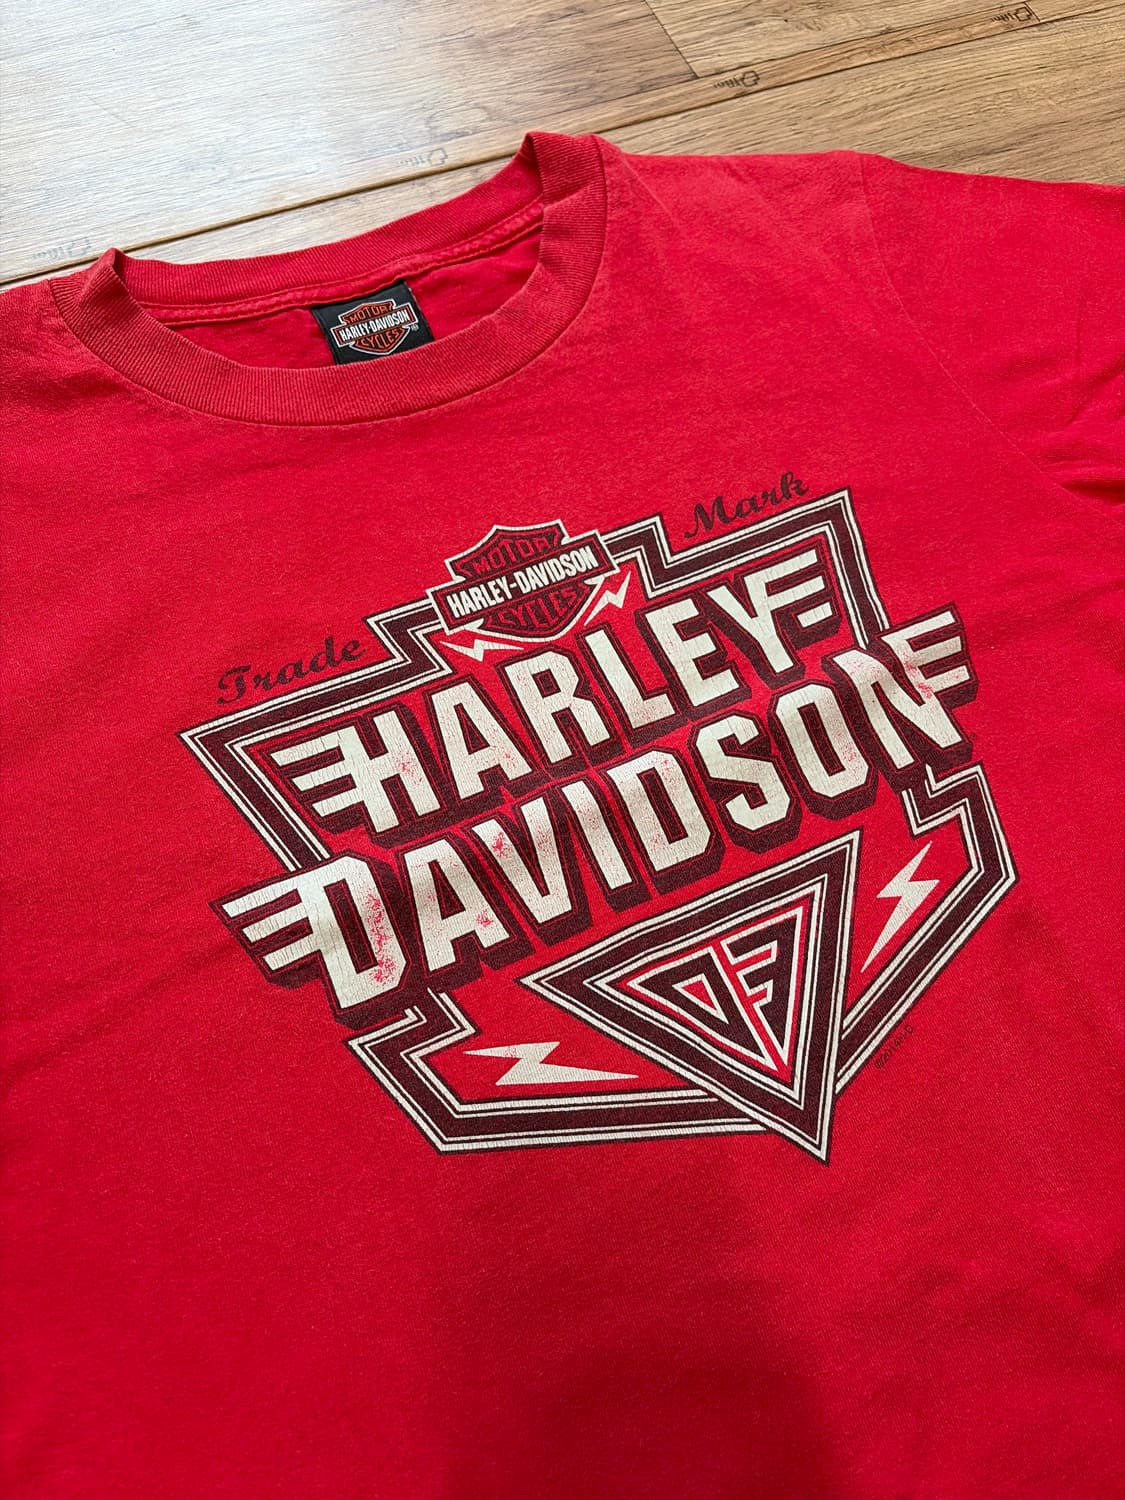 MOTOR
HARLEY-DAVIDSON
CYCLES
Trade Mark
MOTOR
HARLEY-DAVIDSON
CYCLES
HARLEY
DAVIDSON